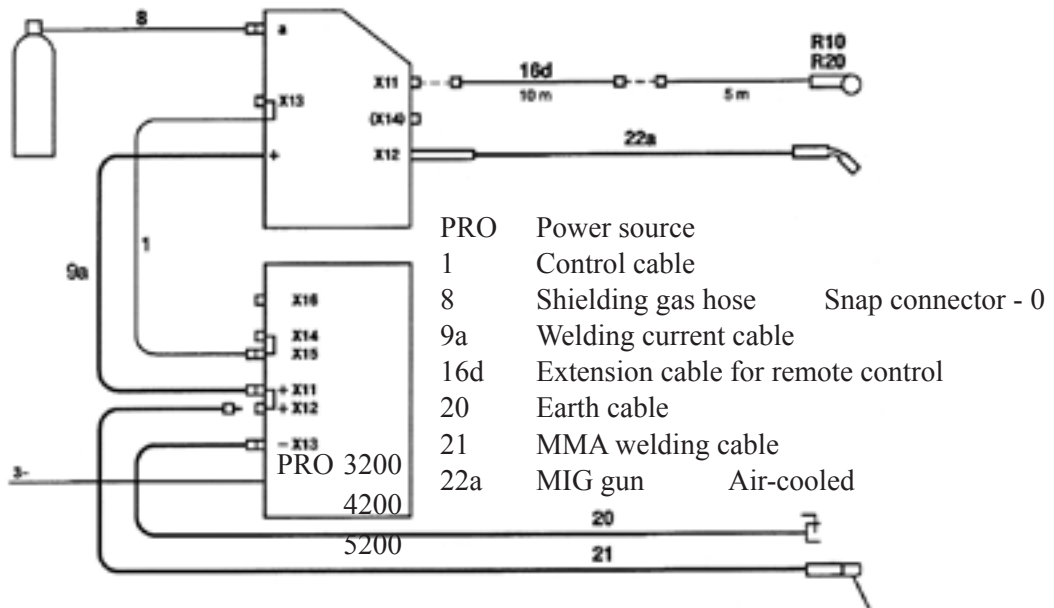 8
a
R10
R20
X11
16d
10 m
5 m
X13
(X14)
+
X12
22a
PRO Power source
1 Control cable
8 Shielding gas hose Snap connector - 0
9a Welding current cable
16d Extension cable for remote control
20 Earth cable
21 MMA welding cable
22a MIG gun Air-cooled
1
9a
X16
X14
X15
+ X11
+ X12
- X13
3~
PRO 3200
4200
5200
20
21